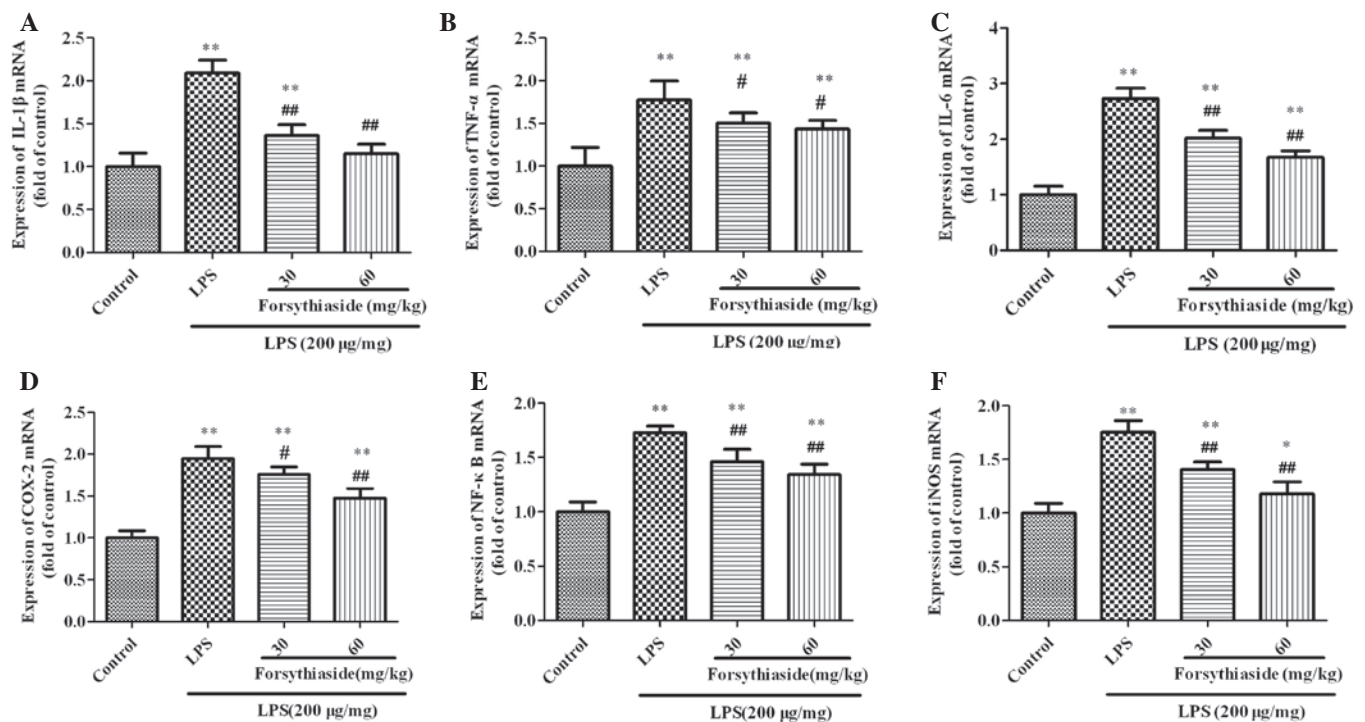 A
Expression of IL-1β mRNA
(fold of control)
2.5
2.0
1.5
1.0
0.5
0.0
**
**
##
##
Control
LPS
30
60
Forsythiaside (mg/kg)
LPS (200 μg/mg)
B
Expression of TNF-α mRNA
(fold of control)
2.5
2.0
1.5
1.0
0.5
0.0
**
**
#
**
#
Control
LPS
30
60
Forsythiaside (mg/kg)
LPS (200 μg/mg)
C
Expression of IL-6 mRNA
(fold of control)
4
3
2
1
0
**
**
##
**
##
Control
LPS
30
60
Forsythiaside (mg/kg)
LPS (200 μg/mg)
D
Expression of COX-2 mRNA
(fold of control)
2.5
2.0
1.5
1.0
0.5
0.0
**
**
#
**
##
Control
LPS
30
60
Forsythiaside(mg/kg)
LPS(200 μg/mg)
E
Expression of NF-κ B mRNA
(fold of control)
2.0
1.5
1.0
0.5
0.0
**
**
##
**
##
Control
LPS
30
60
Forsythiaside(mg/kg)
LPS(200 μg/mg)
F
Expression of iNOS mRNA
(fold of control)
2.0
1.5
1.0
0.5
0.0
**
**
##
*
##
Control
LPS
30
60
Forsythiaside(mg/kg)
LPS (200 μg/mg)